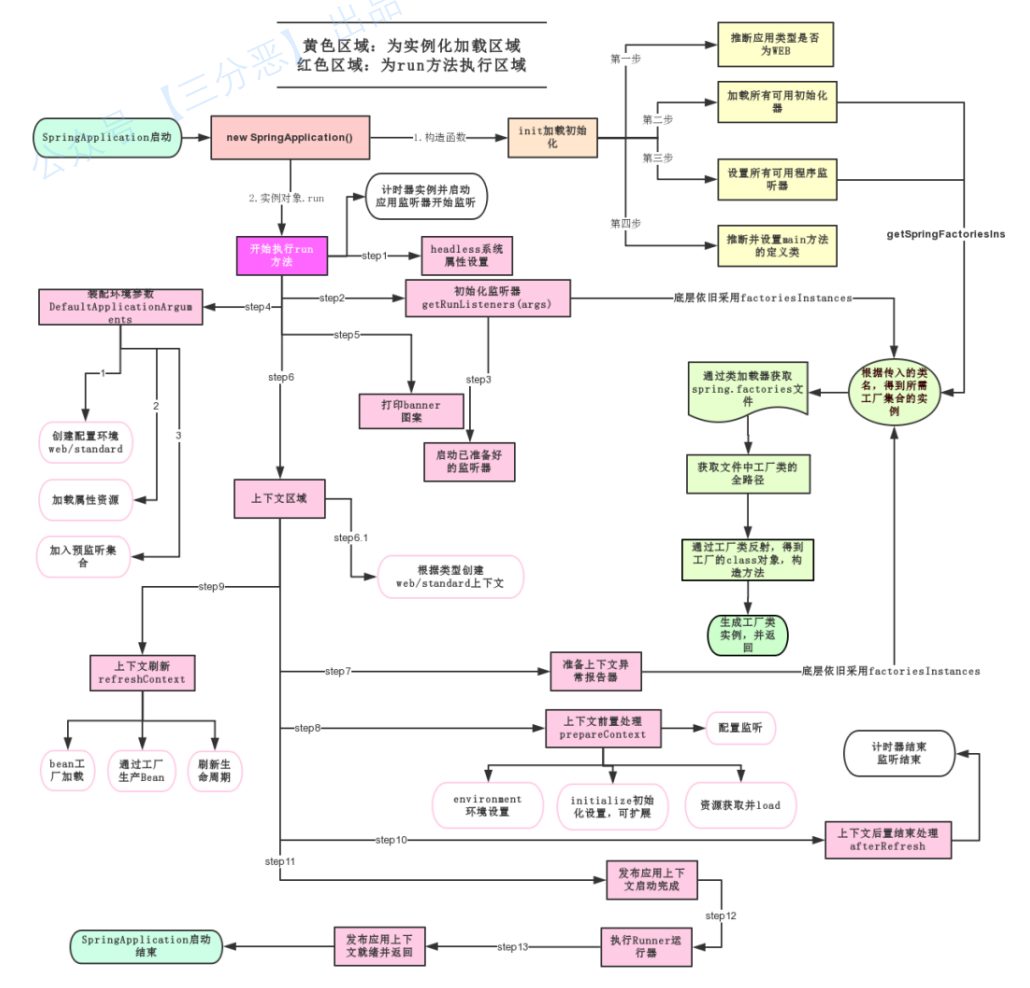 公众号【三分恶】出品
黄色区域：为实例化加载区域
红色区域：为run方法执行区域
SpringApplication启动
new SpringApplication()
1.构造函数
init加载初始
化
第一步
推断应用类型是否
为WEB
第二步
加载所有可用初始化
器
第三步
设置所有可用程序监
听器
第四步
推断并设置main方法
的定义类
getSpringFactoriesIns
2.实例对象.run
计时器实例并启动
应用监听器开始监听
开始执行run
方法
step1
headless系统
属性设置
step2
初始化监听器
getRunListeners(args)
底层依旧采用factoriesInstances
step4
装配环境参数
DefaultApplicationArgum
ents
step5
step3
step6
打印banner
图案
启动已准备好
的监听器
1
2
3
创建配置环境
web/standard
加载属性资源
加入预监听集
合
根据传入的类
名，得到所需
工厂集合的实
例
通过类加载器获取
spring.factories文
件
获取文件中工厂类的
全路径
通过工厂类反射，得到
工厂的class对象，构
造方法
生成工厂类
实例，并返
回
上下文区域
step6.1
根据类型创建
web/standard上下文
step9
上下文刷新
refreshContext
bean工
厂加载
通过工厂
生产Bean
刷新生
命周期
step7
准备上下文异
常报告器
底层依旧采用factoriesInstances
step8
上下文前置处理
prepareContext
配置监听
environment
环境设置
initialize初始
化设置，可扩展
资源获取并load
计时器结束
监听结束
step10
上下文后置结束处理
afterRefresh
step11
发布应用上下
文启动完成
step12
执行Runner运
行器
step13
发布应用上下
文就绪并返回
SpringApplication启动
结束